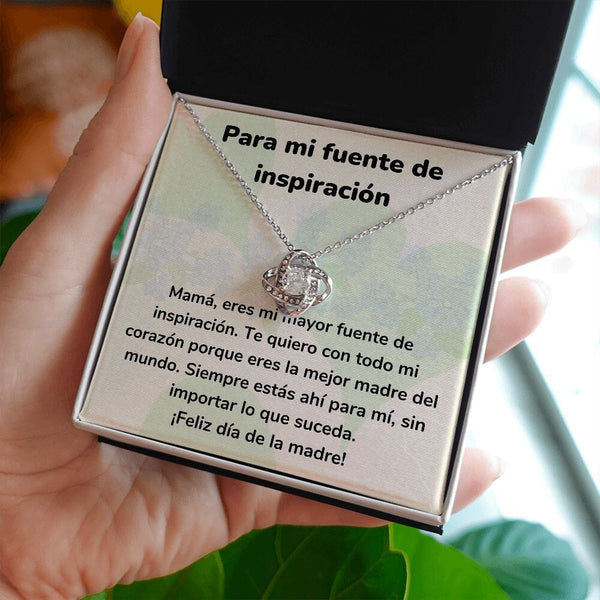 Para mi fuente de
inspiración
Mamá, eres mi mayor fuente de
inspiración. Te quiero con todo mi
corazón porque eres la mejor madre del
mundo. Siempre estás ahí para mí, sin
importar lo que suceda.
¡Feliz día de la madre!